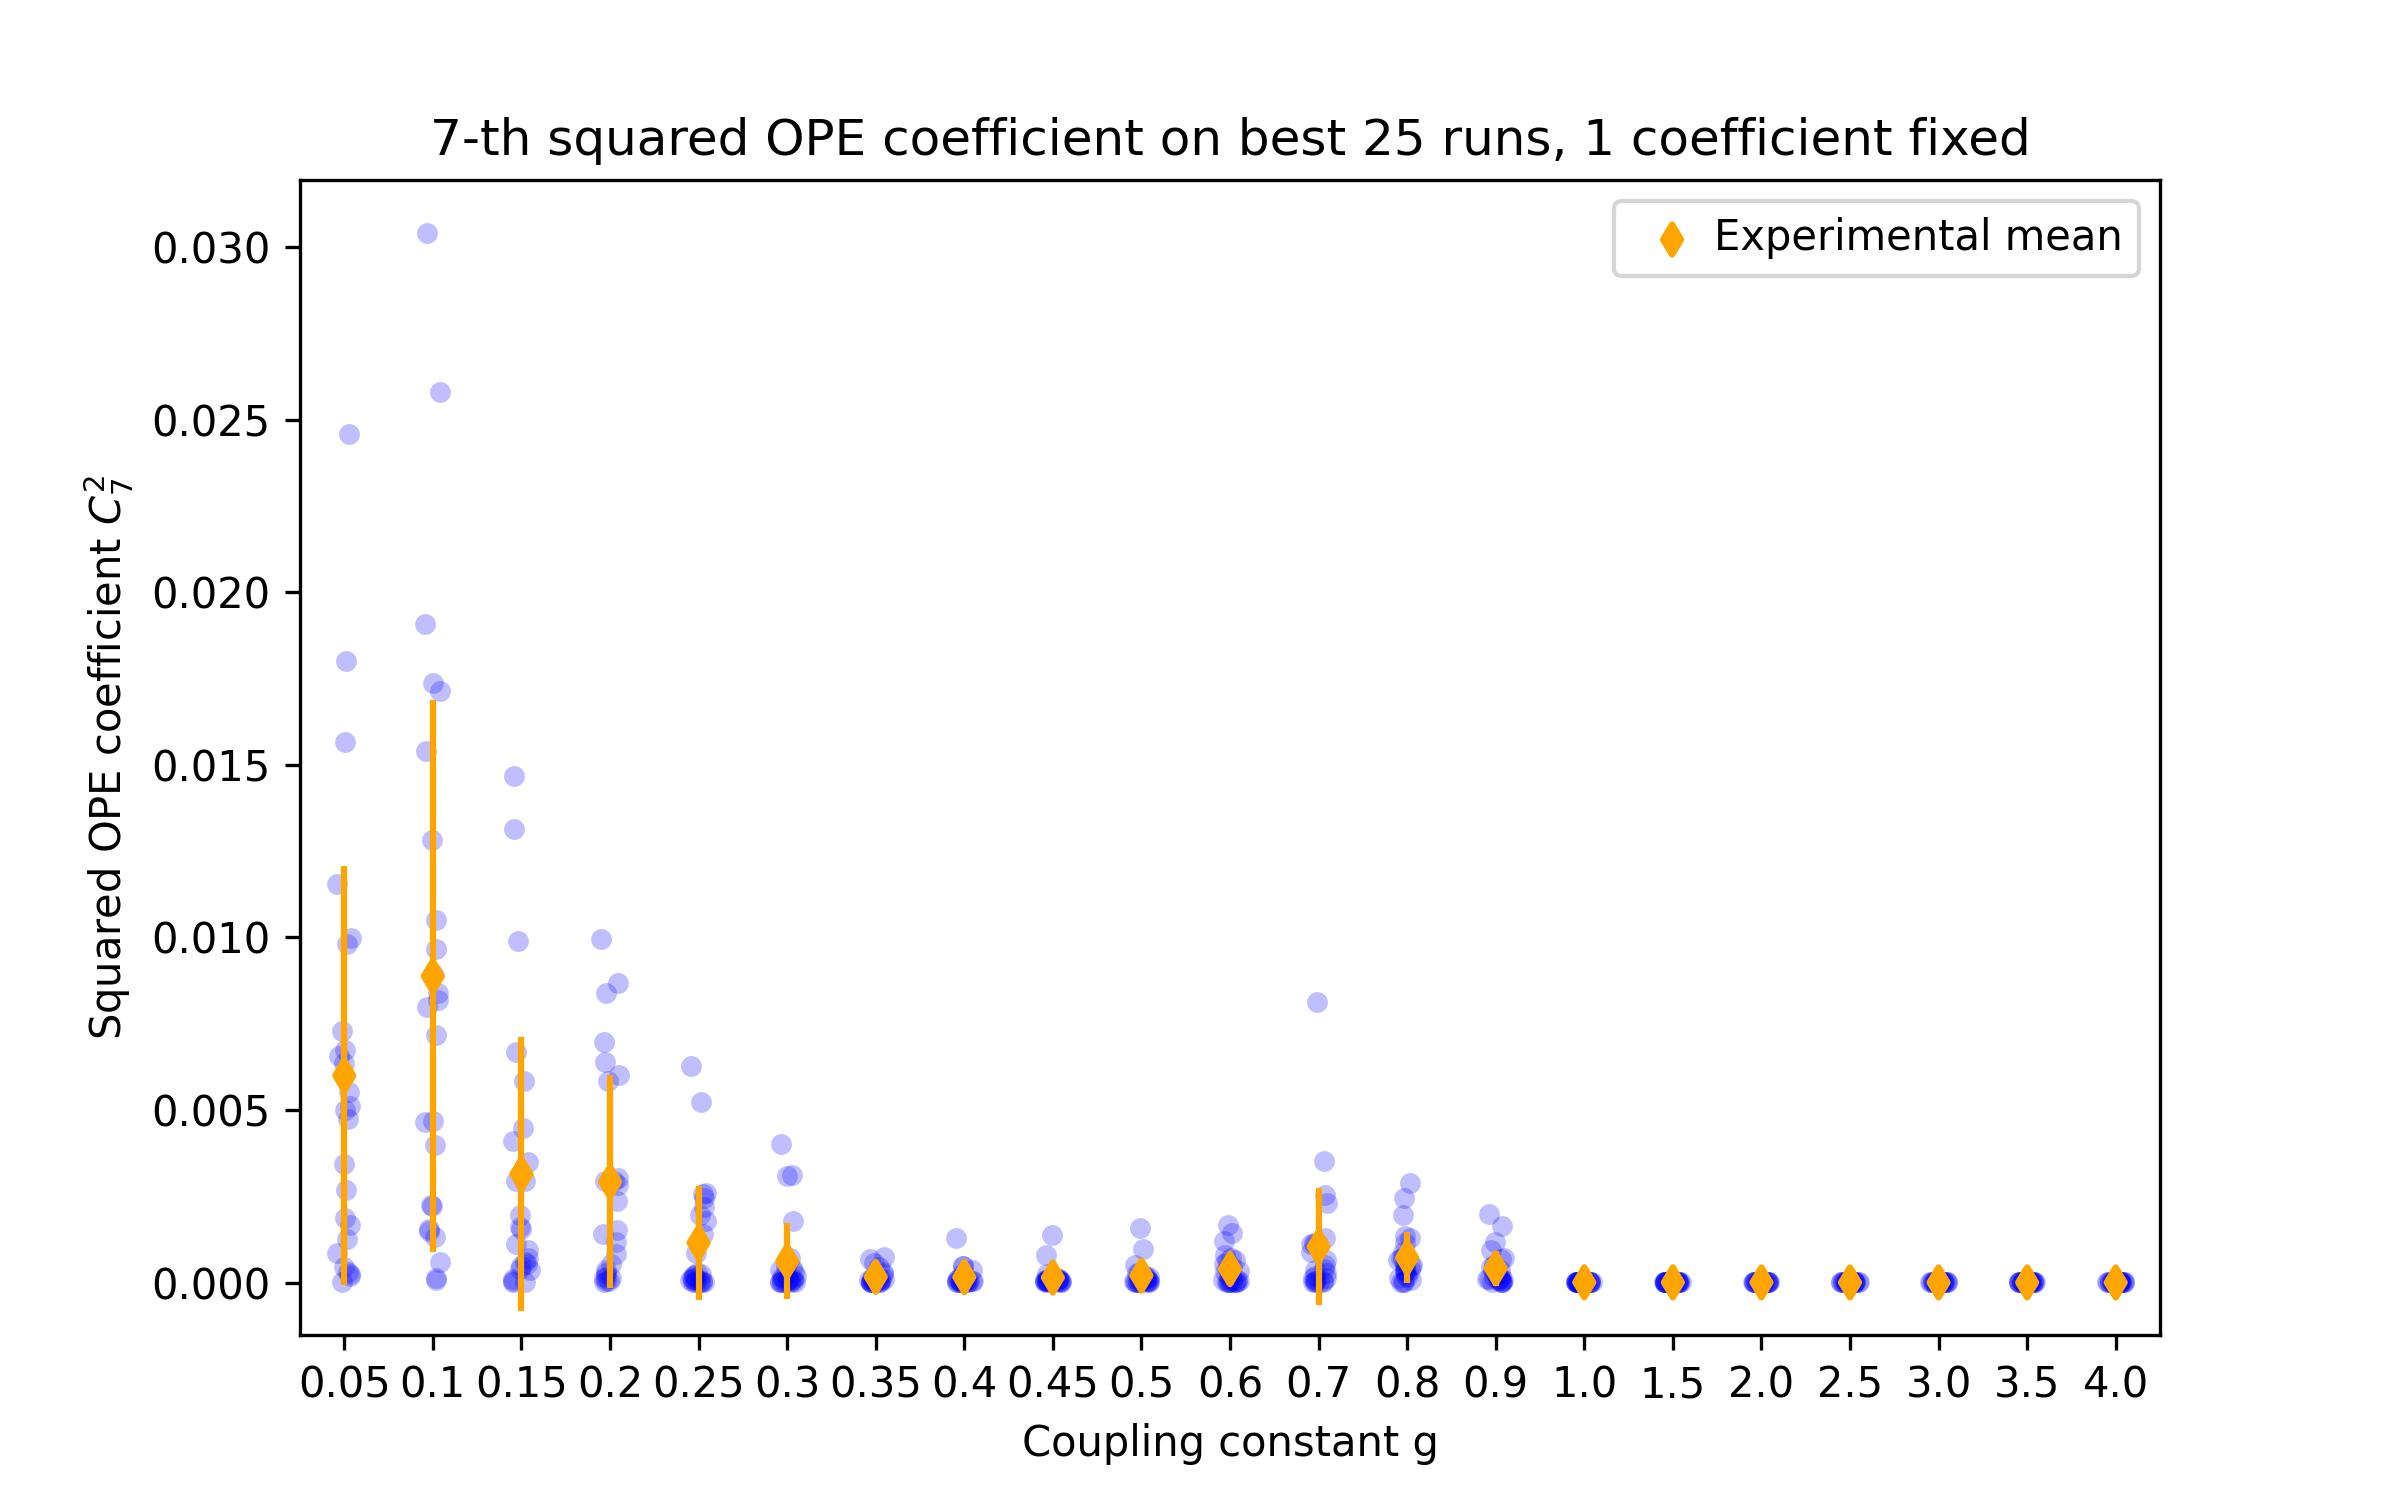 7-th squared OPE coefficient on best 25 runs, 1 coefficient fixed
Experimental mean
Squared OPE coefficient $C_7^2$
0.030
0.025
0.020
0.015
0.010
0.005
0.000
0.05 0.1 0.15 0.2 0.25 0.3 0.35 0.4 0.45 0.5 0.6 0.7 0.8 0.9 1.0 1.5 2.0 2.5 3.0 3.5 4.0
Coupling constant g